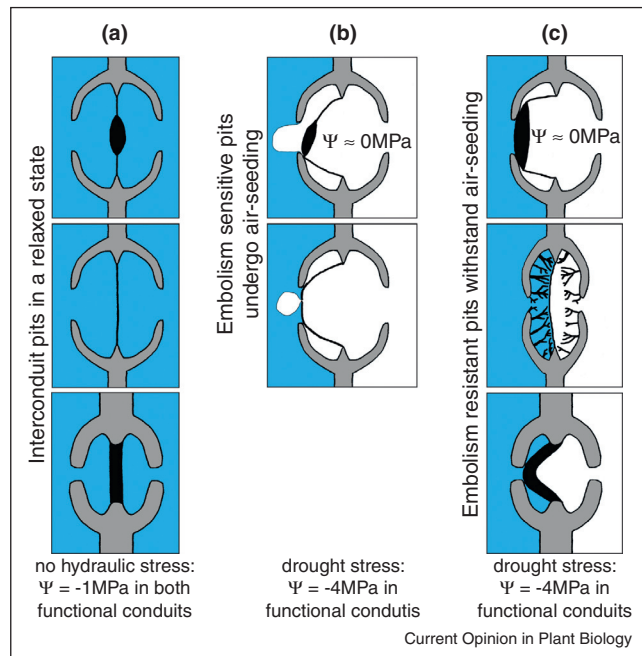 (a)
(b)
(c)
Interconduit pits in a relaxed state
Embolism sensitive pits
undergo air-seeding
Embolism resistant pits withstand air-seeding
Ψ ≈ 0MPa
Ψ ≈ 0MPa
no hydraulic stress:
Ψ = -1MPa in both
functional conduits
drought stress:
Ψ = -4MPa in
functional condutis
drought stress:
Ψ = -4MPa in
functional conduits
Current Opinion in Plant Biology